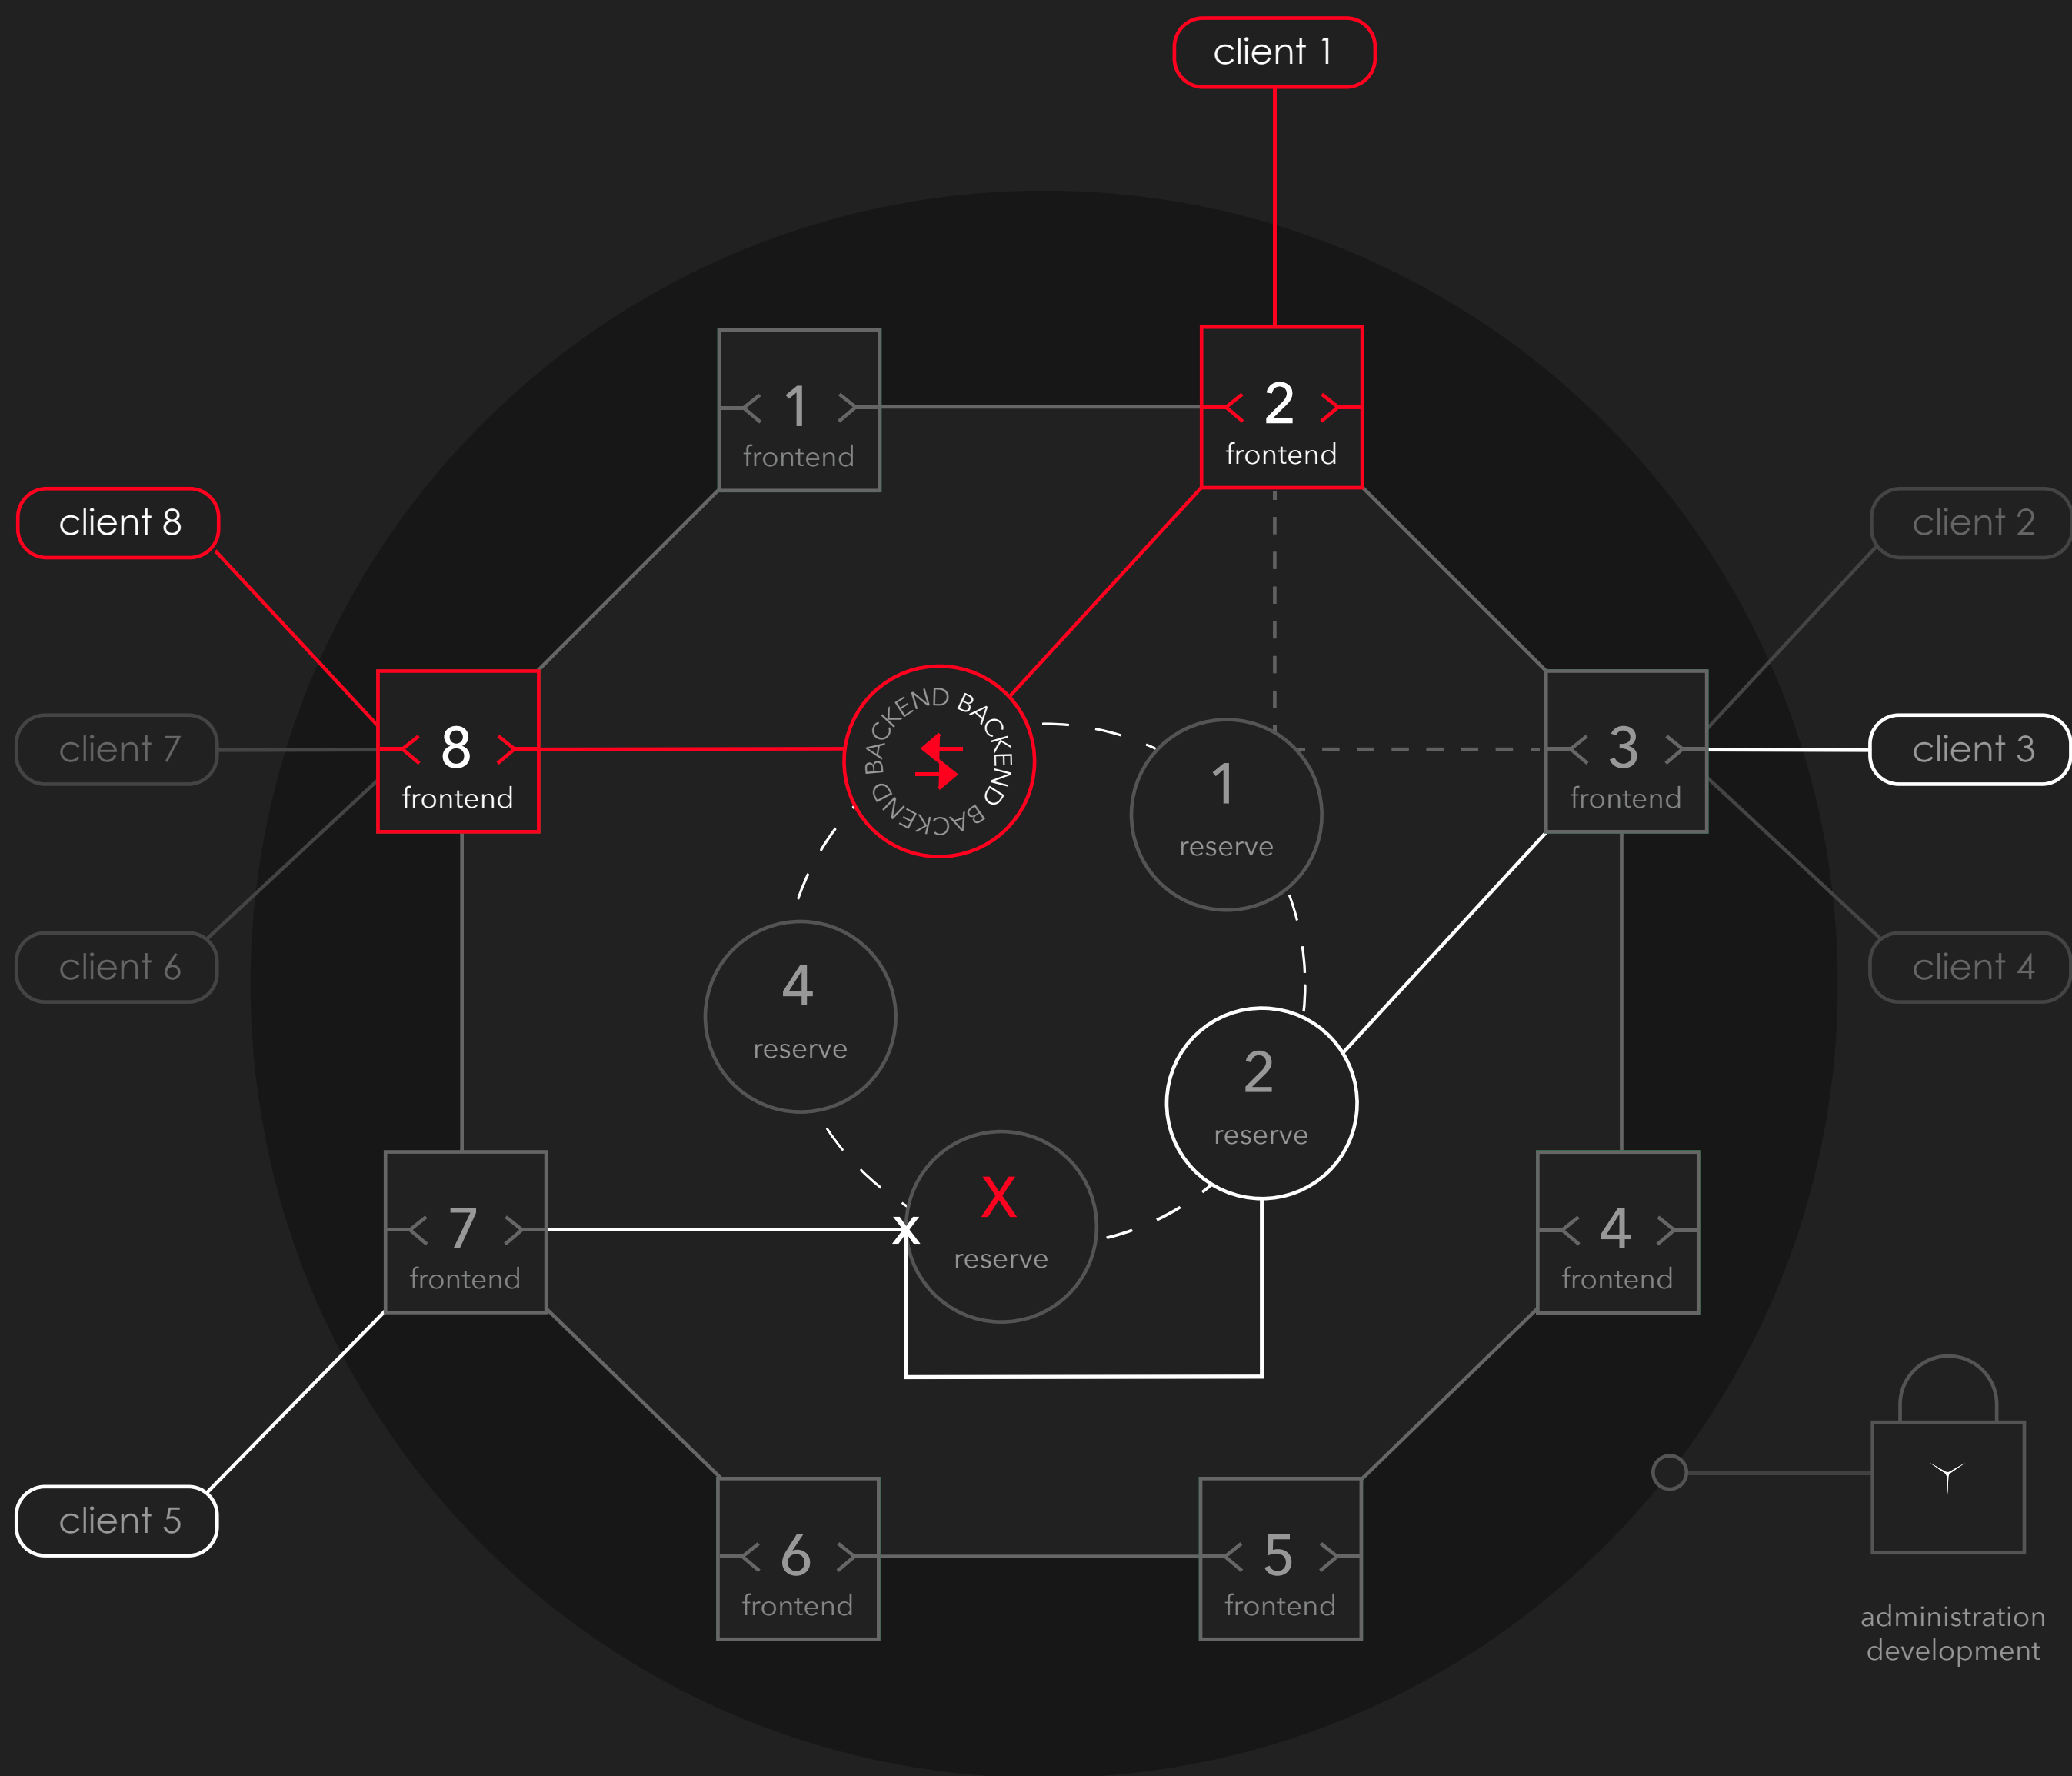 client 1
1
frontend
2
frontend
client 8
client 2
8
frontend
BACKEND BACKEND BACKEND
1
reserve
3
frontend
client 7
client 3
client 6
client 4
4
reserve
2
reserve
X
reserve
x
7
frontend
4
frontend
client 5
6
frontend
5
frontend
administration
development